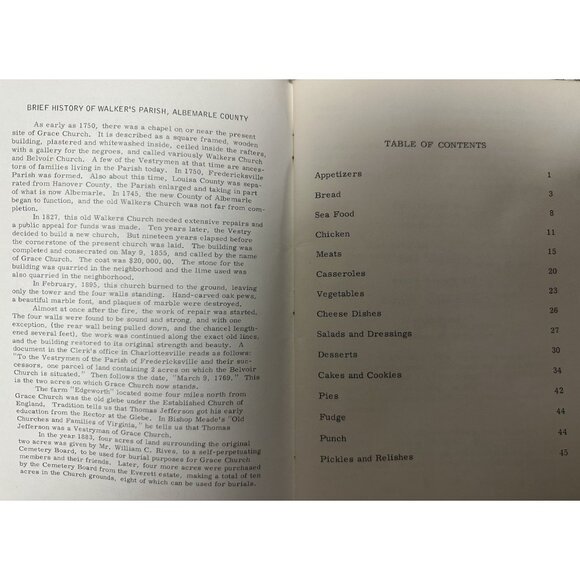 BRIEF HISTORY OF WALKER'S PARISH, ALBEMARLE COUNTY
As early as 1750, there was a chapel on or near the present
site of Grace Church. It is described as a square framed, wooden
building, plastered and whitewashed inside, ceiled inside the rafters,
with a gallery for the negroes, and called variously Walkers Church
and Belvoir Church. A few of the Vestrymen at that time are ances-
tors of families living in the Parish today. In 1750, Fredericksville
Parish was formed. Also about this time, Louisa County was sepa-
rated from Hanover County, the Parish enlarged and taking in part
of what is now Albemarle. In 1745, the new County of Albemarle
began to function, and the old Walkers Church was not far from com-
pletion.
In 1827, this old Walkers Church needed extensive repairs and
a public appeal for funds was made. Ten years later, the Vestry
decided to build a new church. But nineteen years elapsed before
the cornerstone of the present church was laid. The building was
completed and consecrated on May 9, 1855, and called by the name
of Grace Church. The coat was $20,000,00. The stone for the
building was quarried in the neighborhood and the lime used was
also quarried in the neighborhood.
In February, 1895, this church burned to the ground, leaving
only the tower and the four walls standing. Hand-carved oak pews,
a beautiful marble font, and plaques of marble were destroyed.
Almost at once after the fire, the work of repair was started.
The four walls were found to be sound and strong, and with one
exception, (the rear wall being pulled down, and the chancel length-
ened several feet), the work was continued along the exact old lines,
and the building restored to its original strength and beauty. A
document in the Clerk's office in Charlottesville reads as follows:
"To the Vestrymen of the Parish of Fredericksville and their suc-
cessors, one parcel of land containing 2 acres on which the Belvoir
Church is situated." Then follows the date, "March 9, 1769." This
is the two acres on which Grace Church now stands.
The farm "Edgeworth" located some four miles north from
Grace Church was the old glebe under the Established Church of
England. Tradition tells us that Thomas Jefferson got his early
education from the Rector at the Glebe. In Bishop Meade's "Old
Churches and Families of Virginia," he tells us that Thomas
Jefferson was a Vestryman of Grace Church.
In the year 1883, four acres of land surrounding the original
two acres was given by Mr. William C. Rives, to a self-perpetuating
Cemetery Board, to be used for burial purposes for Grace Church
members and their friends. Later, four more acres were purchased
by the Cemetery Board from the Everett estate, making a total of ten
acres in the Church grounds, eight of which can be used for burials.
TABLE OF CONTENTS
Appetizers 1
Bread 3
Sea Food 8
Chicken 11
Meats 15
Casseroles 20
Vegetables 23
Cheese Dishes 26
Salads and Dressings 27
Desserts 30
Cakes and Cookies 34
Pies 42
Fudge 44
Punch 44
Pickles and Relishes 45